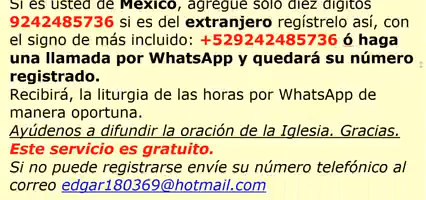 Si es usted de México, agregue sólo diez dígitos
9242485736 si es del extranjero regístrelo así, con
el signo de más incluido: +529242485736 ó haga
una llamada por WhatsApp y quedará su número
registrado.
Recibirá, la liturgia de las horas por WhatsApp de
manera oportuna.
Ayúdenos a difundir la oración de la Iglesia. Gracias.
Este servicio es gratuito.
Si no puede registrarse envíe su número telefónico al
correo edgar180369@hotmail.com